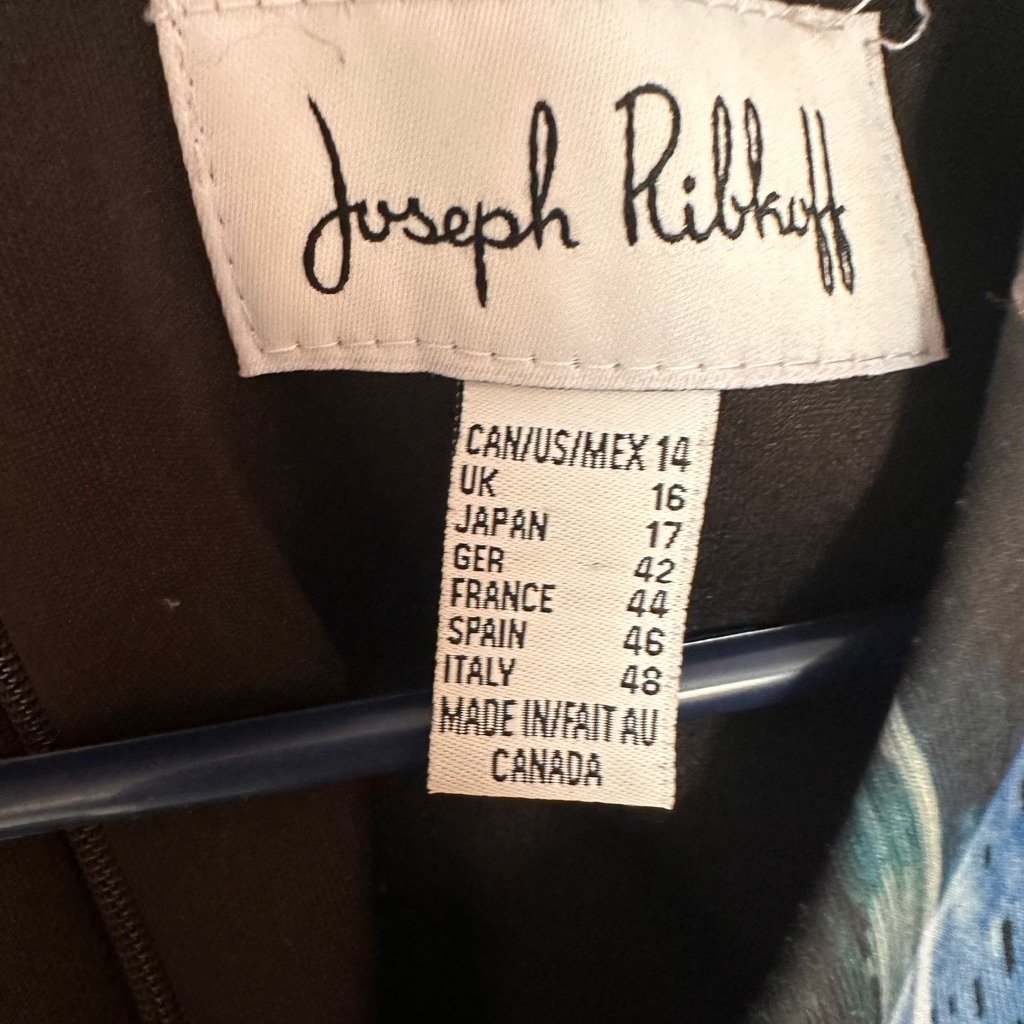 Joseph Ribkoff
CAN/US/MEX 14
UK 16
JAPAN 17
GER 42
FRANCE 44
SPAIN 46
ITALY 48
MADE IN/FAIT AU
CANADA